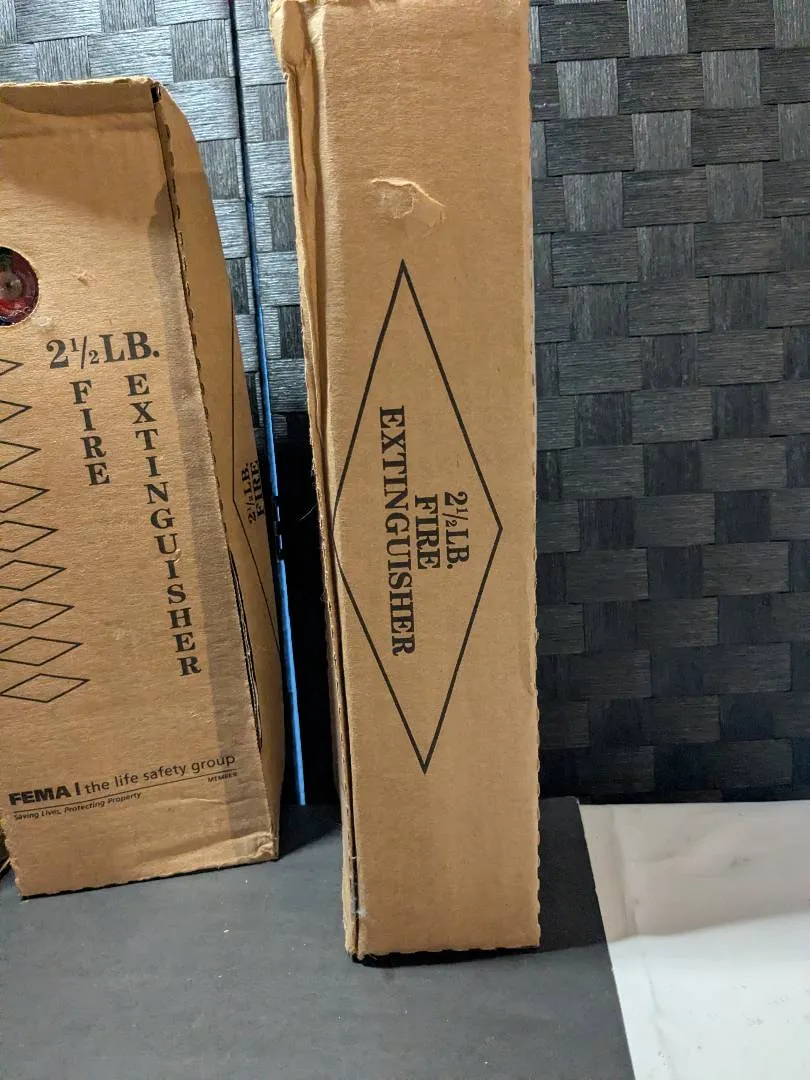 2½LB.
FIRE
EXTINGUISHER
FEMA | the life safety group
MEMBER
Saving Lives, Protecting Property
2½LB.
FIRE
2½LB.
FIRE
EXTINGUISHER